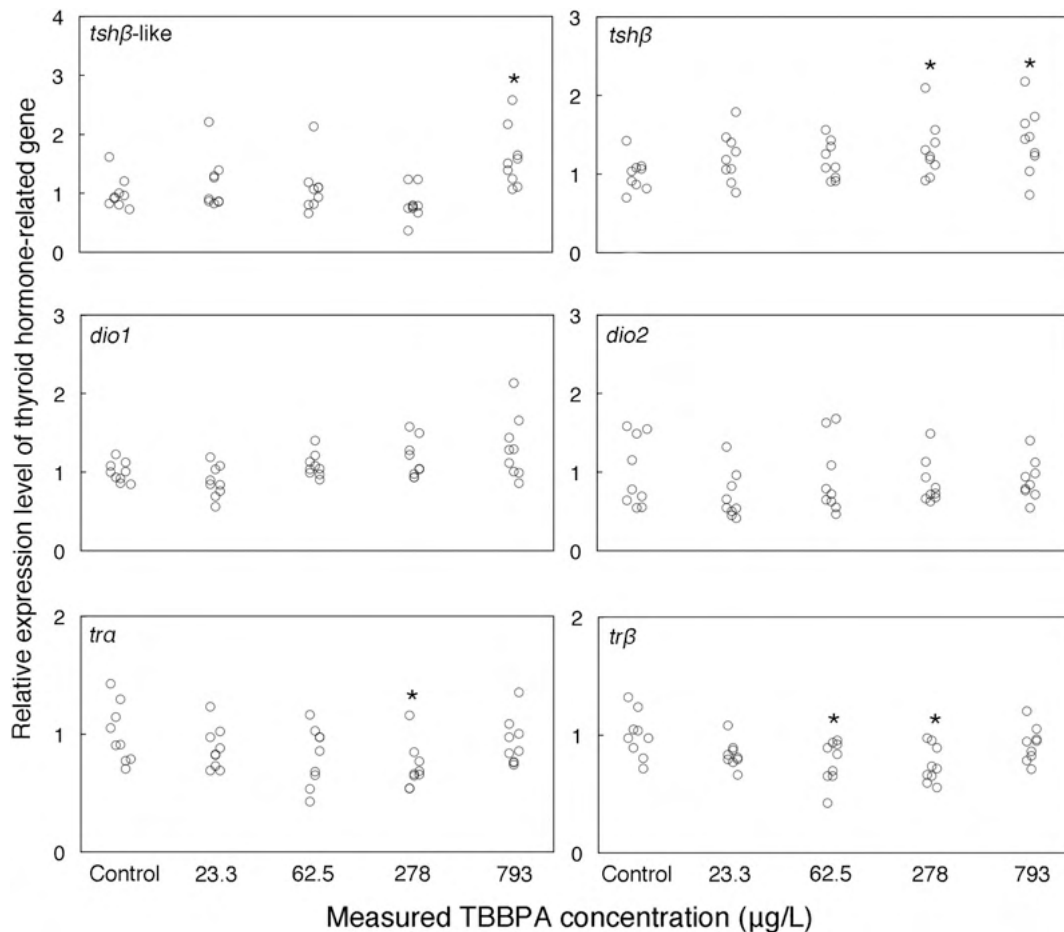 Relative expression level of thyroid hormone-related gene
4
3
2
1
0
tshβ-like
*
3
2
1
0
tshβ
* *
3
2
1
0
dio1
3
2
1
0
dio2
2
1
0
trα
*
2
1
0
trβ
* *
Control 23.3 62.5 278 793
Control 23.3 62.5 278 793
Measured TBBPA concentration (µg/L)